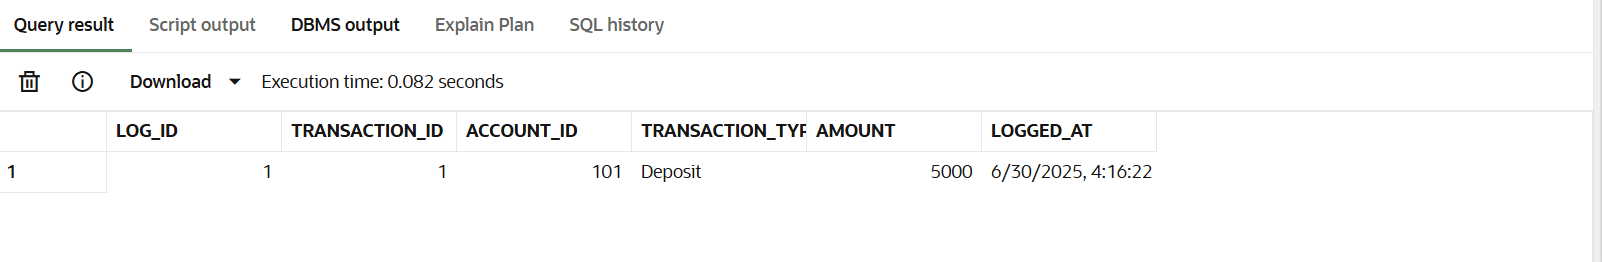 Query result Script output DBMS output Explain Plan SQL history
Download Execution time: 0.082 seconds
LOG_ID TRANSACTION_ID ACCOUNT_ID TRANSACTION_TYP AMOUNT LOGGED_AT
1 1 1 101 Deposit 5000 6/30/2025, 4:16:22